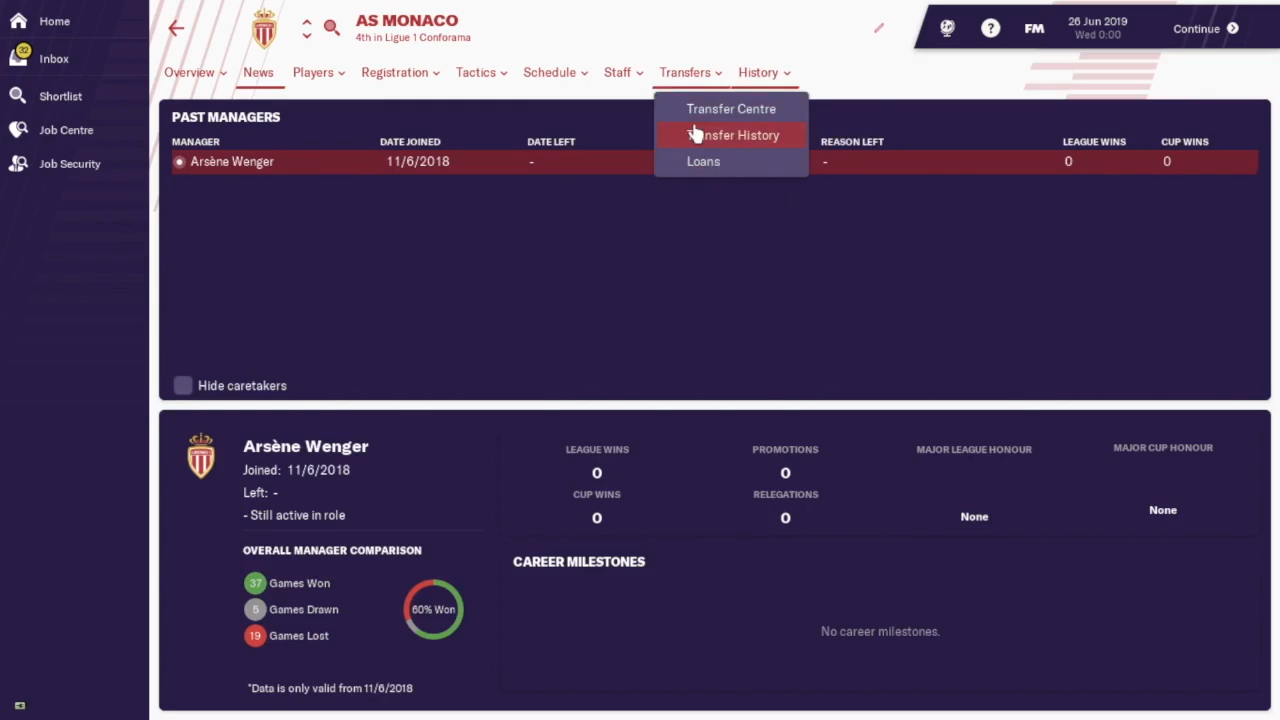 Home
32
Inbox
Shortlist
Job Centre
Job Security
AS MONACO
4th in Ligue 1 Conforama
?
FM
26 Jun 2019
Wed 0:00
Continue
Overview News Players Registration Tactics Schedule Staff Transfers History
Transfer Centre
nsfer History
Loans
PAST MANAGERS
MANAGER DATE JOINED DATE LEFT REASON LEFT LEAGUE WINS CUP WINS
Arsène Wenger 11/6/2018 - - 0 0
Hide caretakers
Arsène Wenger
Joined: 11/6/2018
Left: -
- Still active in role
OVERALL MANAGER COMPARISON
37 Games Won
5 Games Drawn
19 Games Lost
60% Won
*Data is only valid from 11/6/2018
LEAGUE WINS PROMOTIONS MAJOR LEAGUE HONOUR MAJOR CUP HONOUR
0 0
CUP WINS RELEGATIONS
0 0 None None
CAREER MILESTONES
No career milestones.